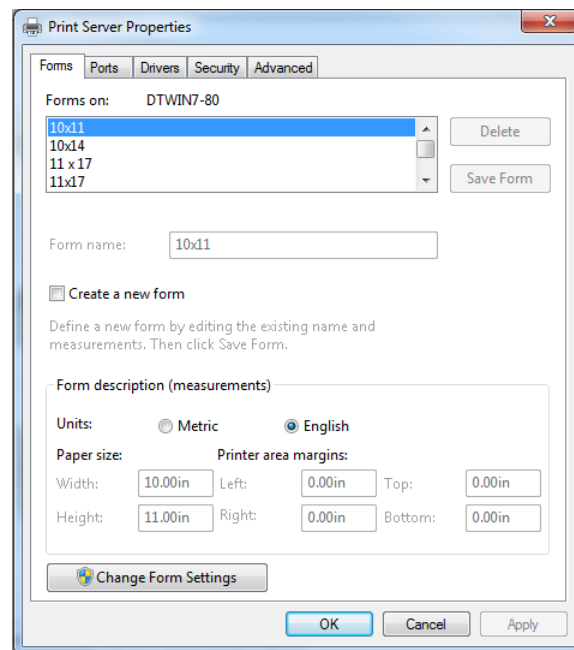 Print Server Properties
Forms Ports Drivers Security Advanced
Forms on: DTWIN7-80
10x11
10x14
11 x 17
11x17
Delete
Save Form
Form name: 10x11
Create a new form
Define a new form by editing the existing name and
measurements. Then click Save Form.
Form description (measurements)
Units: Metric English
Paper size: Printer area margins:
Width: 10.00in Left: 0.00in Top: 0.00in
Height: 11.00in Right: 0.00in Bottom: 0.00in
Change Form Settings
OK Cancel Apply